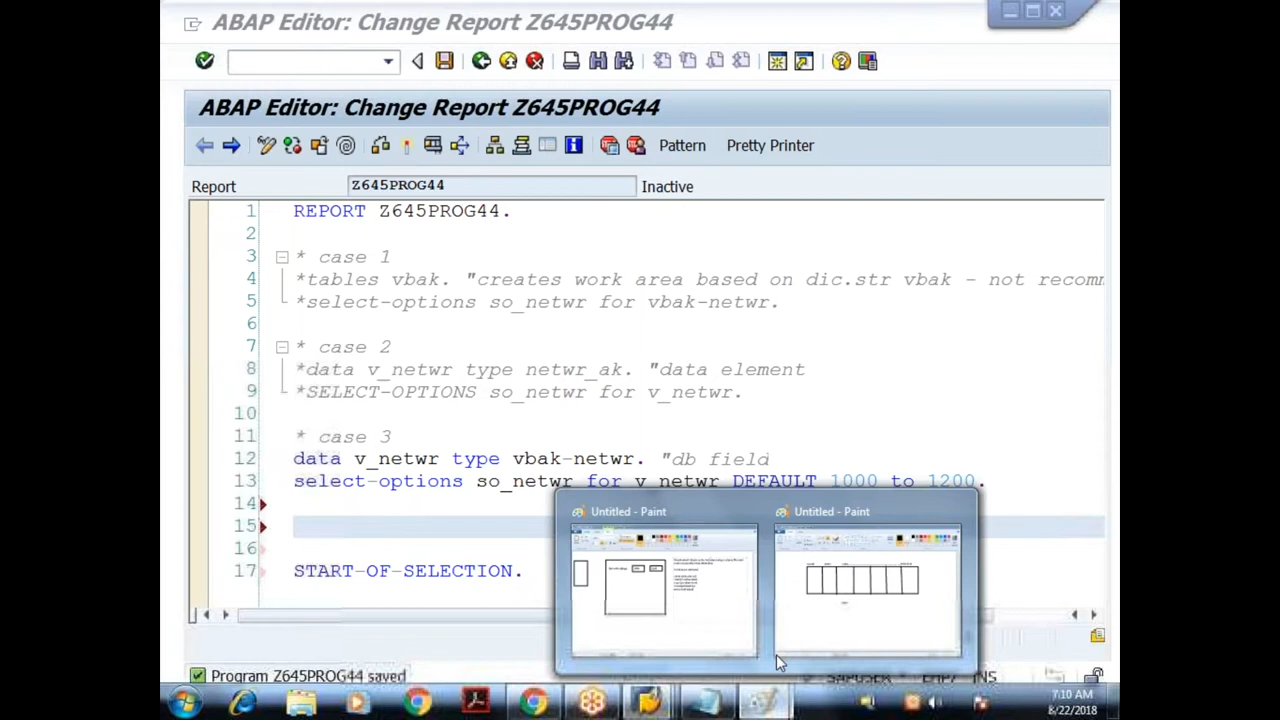 ABAP Editor: Change Report Z645PROG44
ABAP Editor: Change Report Z645PROG44
Pattern Pretty Printer
Report Z645PROG44 Inactive
1 REPORT Z645PROG44.
2
3 * case 1
4 *tables vbak. "creates work area based on dic.str vbak - not recomm
5 *select-options so_netwr for vbak-netwr.
6
7 * case 2
8 *data v_netwr type netwr_ak. "data element
9 *SELECT-OPTIONS so_netwr for v_netwr.
10
11 * case 3
12 data v_netwr type vbak-netwr. "db field
13 select-options so_netwr for v_netwr DEFAULT 1000 to 1200.
14
15
16
17 START-OF-SELECTION.
Untitled - Paint Untitled - Paint
Program Z645PROG44 saved
INS
7:10 AM
8/22/2018